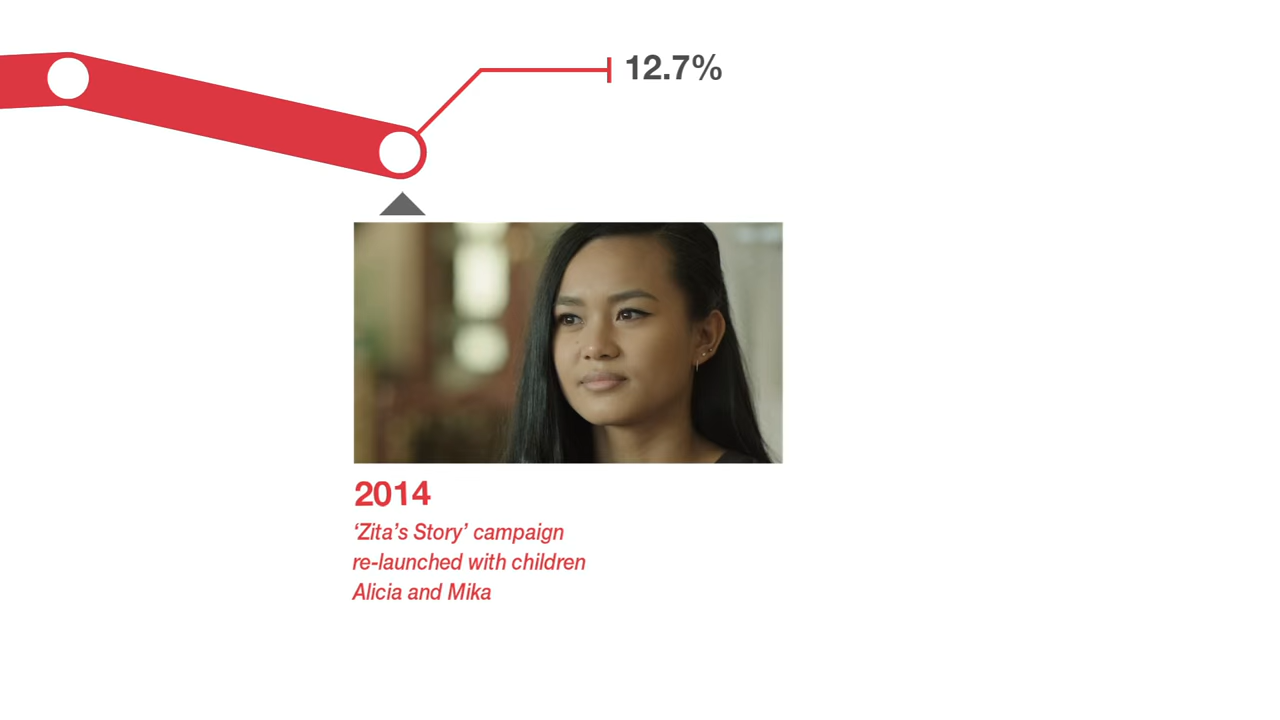 12.7%
2014
‘Zita’s Story’ campaign
re-launched with children
Alicia and Mika